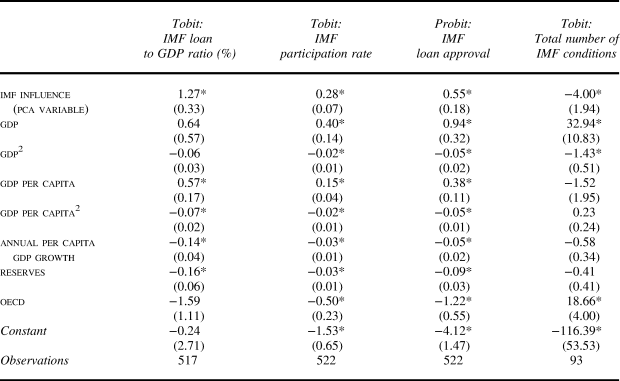 Tobit: Tobit: Probit: Tobit:
IMF loan IMF IMF Total number of
to GDP ratio (%) participation rate loan approval IMF conditions
IMF INFLUENCE 1.27* 0.28* 0.55* −4.00*
(PCA VARIABLE) (0.33) (0.07) (0.18) (1.94)
GDP 0.64 0.40* 0.94* 32.94*
(0.57) (0.14) (0.32) (10.83)
GDP² −0.06 −0.02* −0.05* −1.43*
(0.03) (0.01) (0.02) (0.51)
GDP PER CAPITA 0.57* 0.15* 0.38* −1.52
(0.17) (0.04) (0.11) (1.95)
GDP PER CAPITA² −0.07* −0.02* −0.05* 0.23
(0.02) (0.01) (0.01) (0.24)
ANNUAL PER CAPITA −0.14* −0.03* −0.05* −0.58
GDP GROWTH (0.04) (0.01) (0.02) (0.34)
RESERVES −0.16* −0.03* −0.09* −0.41
(0.06) (0.01) (0.03) (0.41)
OECD −1.59 −0.50* −1.22* 18.66*
(1.11) (0.23) (0.55) (4.00)
Constant −0.24 −1.53* −4.12* −116.39*
(2.71) (0.65) (1.47) (53.53)
Observations 517 522 522 93